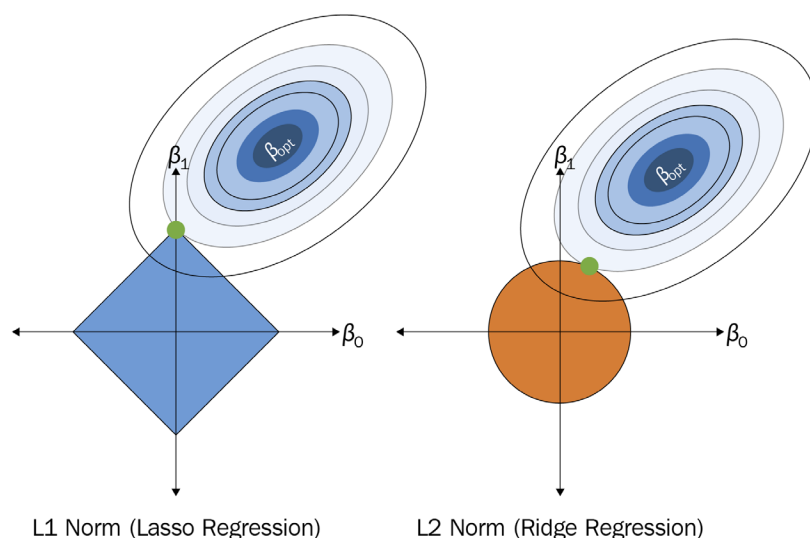 β₁
βopt
β₀
L1 Norm (Lasso Regression)
β₁
βopt
β₀
L2 Norm (Ridge Regression)